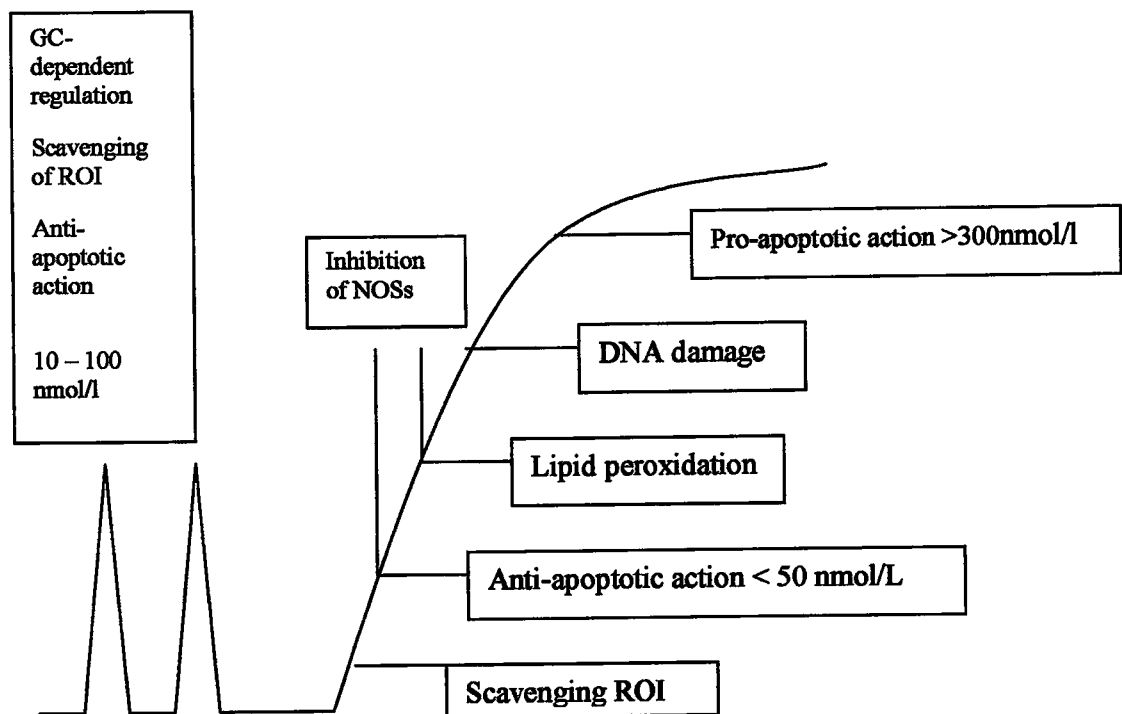 GC-
dependent
regulation
Scavenging
of ROI
Anti-
apoptotic
action
10 – 100
nmol/l
Inhibition
of NOSs
Pro-apoptotic action >300nmol/l
DNA damage
Lipid peroxidation
Anti-apoptotic action < 50 nmol/L
Scavenging ROI